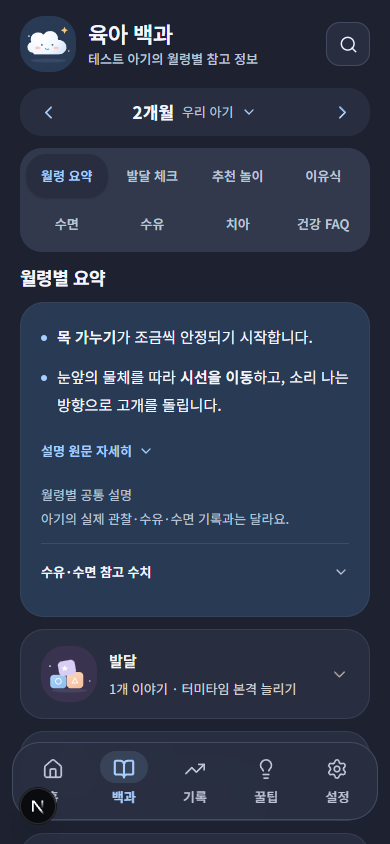 육아 백과
테스트 아기의 월령별 참고 정보
2개월 우리 아기
월령 요약 발달 체크 추천 놀이 이유식
수면 수유 치아 건강 FAQ
월령별 요약
목 가누기가 조금씩 안정되기 시작합니다.
눈앞의 물체를 따라 시선을 이동하고, 소리 나는
방향으로 고개를 돌립니다.
설명 원문 자세히
월령별 공통 설명
아기의 실제 관찰·수유·수면 기록과는 달라요.
수유·수면 참고 수치
발달
1개 이야기 · 터미타임 본격 늘리기
백과 기록 꿀팁 설정
N